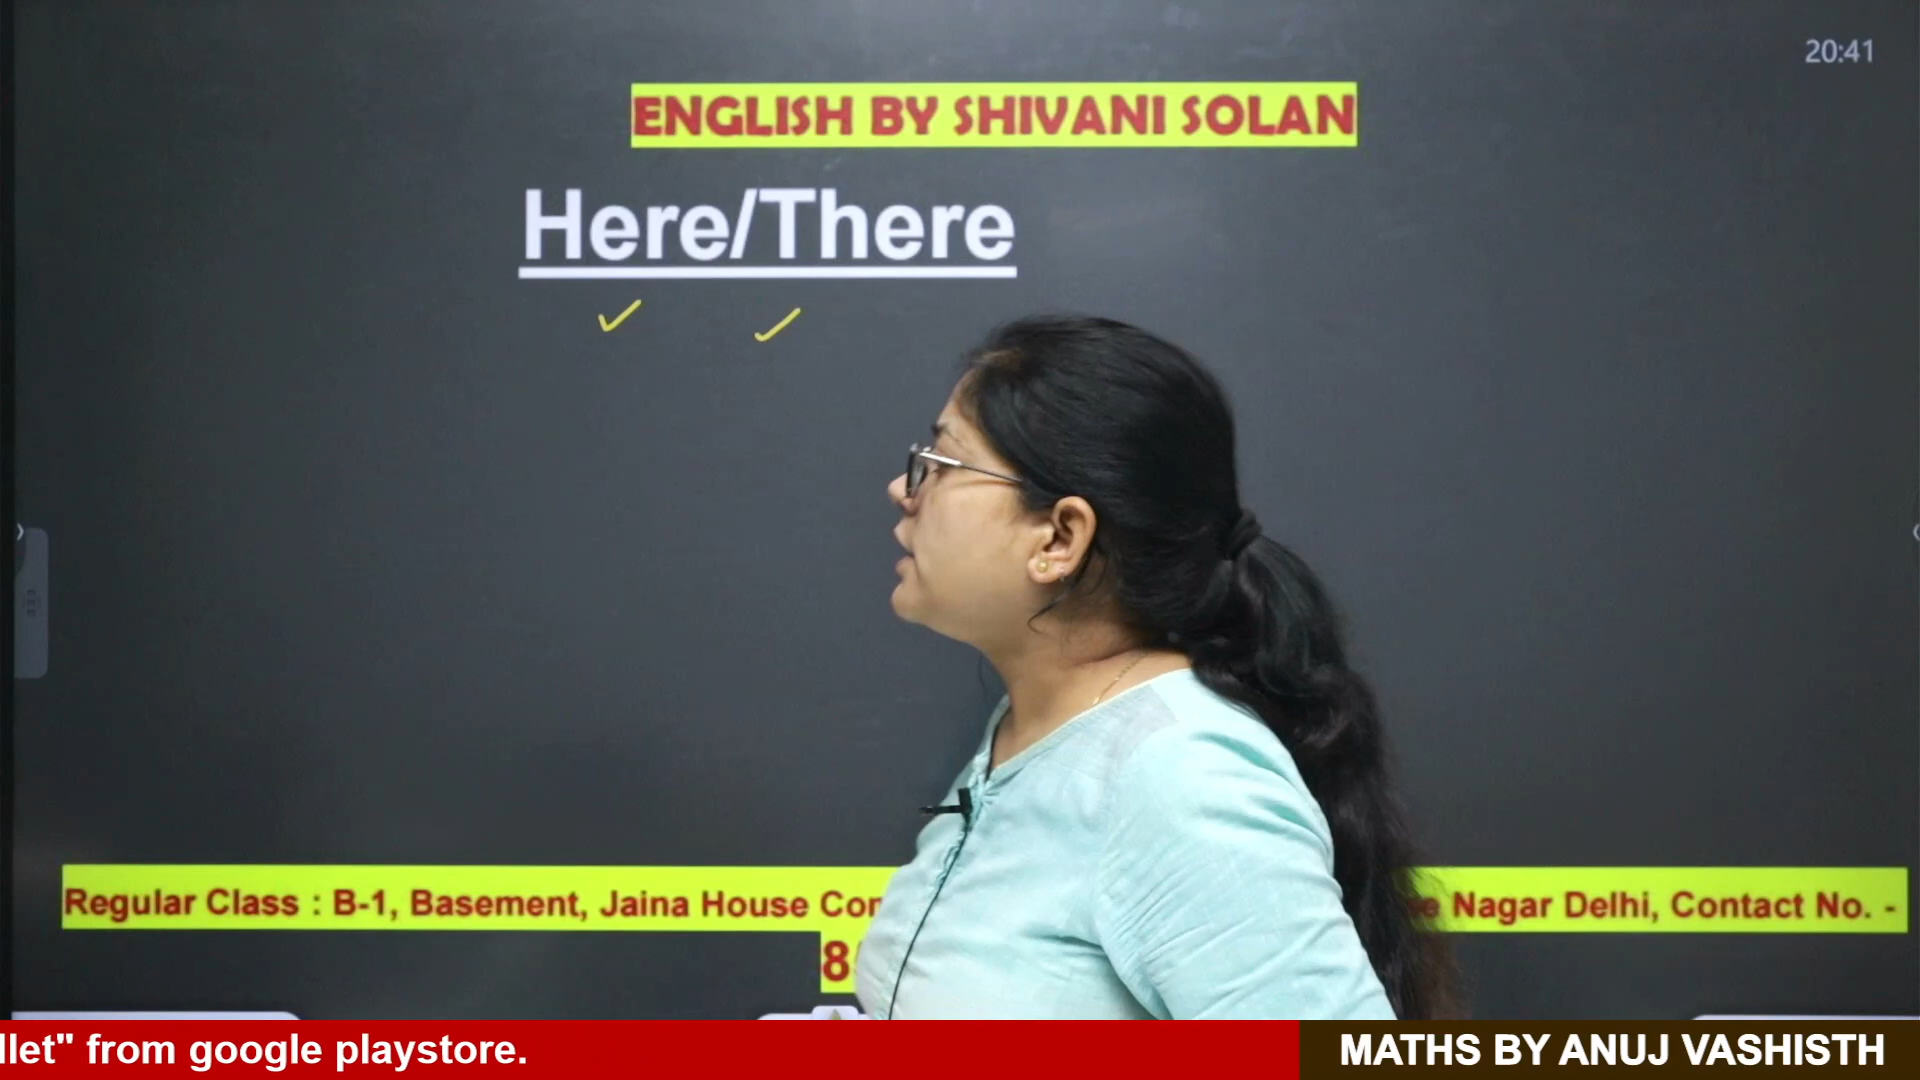 20:41
ENGLISH BY SHIVANI SOLAN
Here/There
Regular Class : B-1, Basement, Jaina House Nagar Delhi, Contact No. -
8
llet" from google playstore.
MATHS BY ANUJ VASHISTH